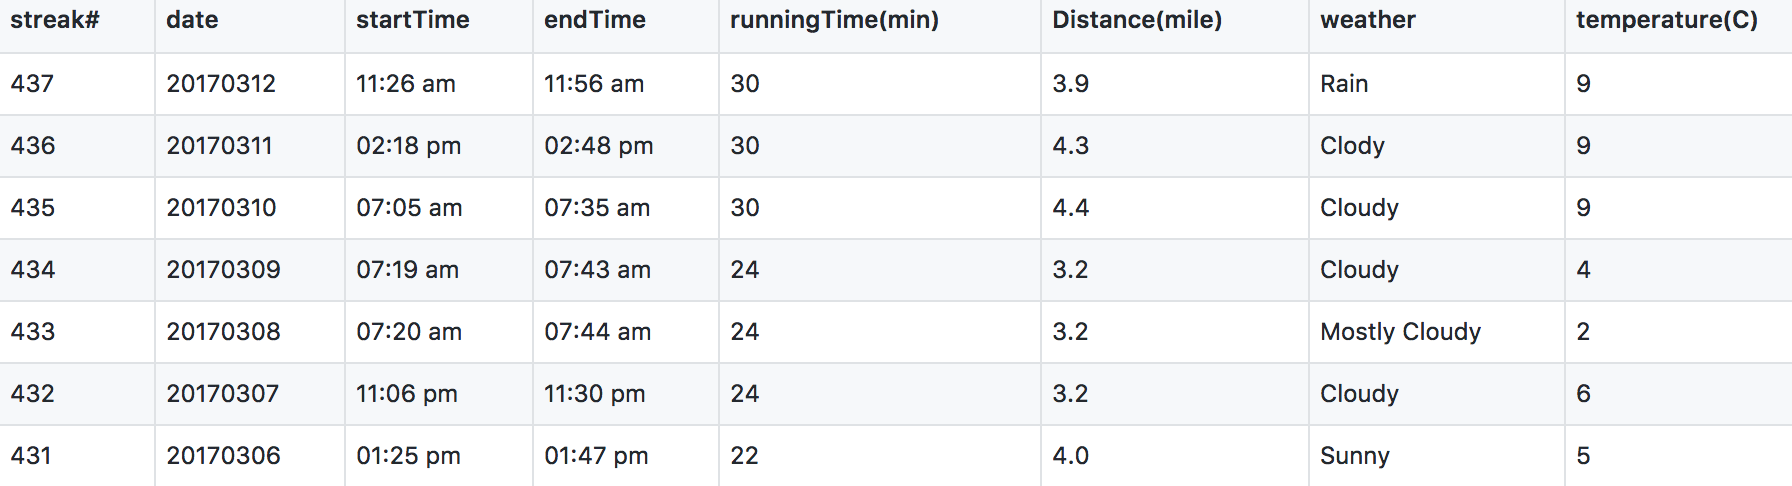 streak# date startTime endTime runningTime(min) Distance(mile) weather temperature(C)
437 20170312 11:26 am 11:56 am 30 3.9 Rain 9
436 20170311 02:18 pm 02:48 pm 30 4.3 Clody 9
435 20170310 07:05 am 07:35 am 30 4.4 Cloudy 9
434 20170309 07:19 am 07:43 am 24 3.2 Cloudy 4
433 20170308 07:20 am 07:44 am 24 3.2 Mostly Cloudy 2
432 20170307 11:06 pm 11:30 pm 24 3.2 Cloudy 6
431 20170306 01:25 pm 01:47 pm 22 4.0 Sunny 5